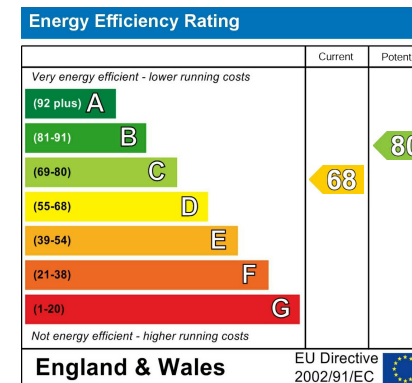 Energy Efficiency Rating
Current Potent
Very energy efficient - lower running costs
(92 plus) A
(81-91) B
(69-80) C
(55-68) D
(39-54) E
(21-38) F
(1-20) G
68
80
Not energy efficient - higher running costs
England & Wales
EU Directive
2002/91/EC